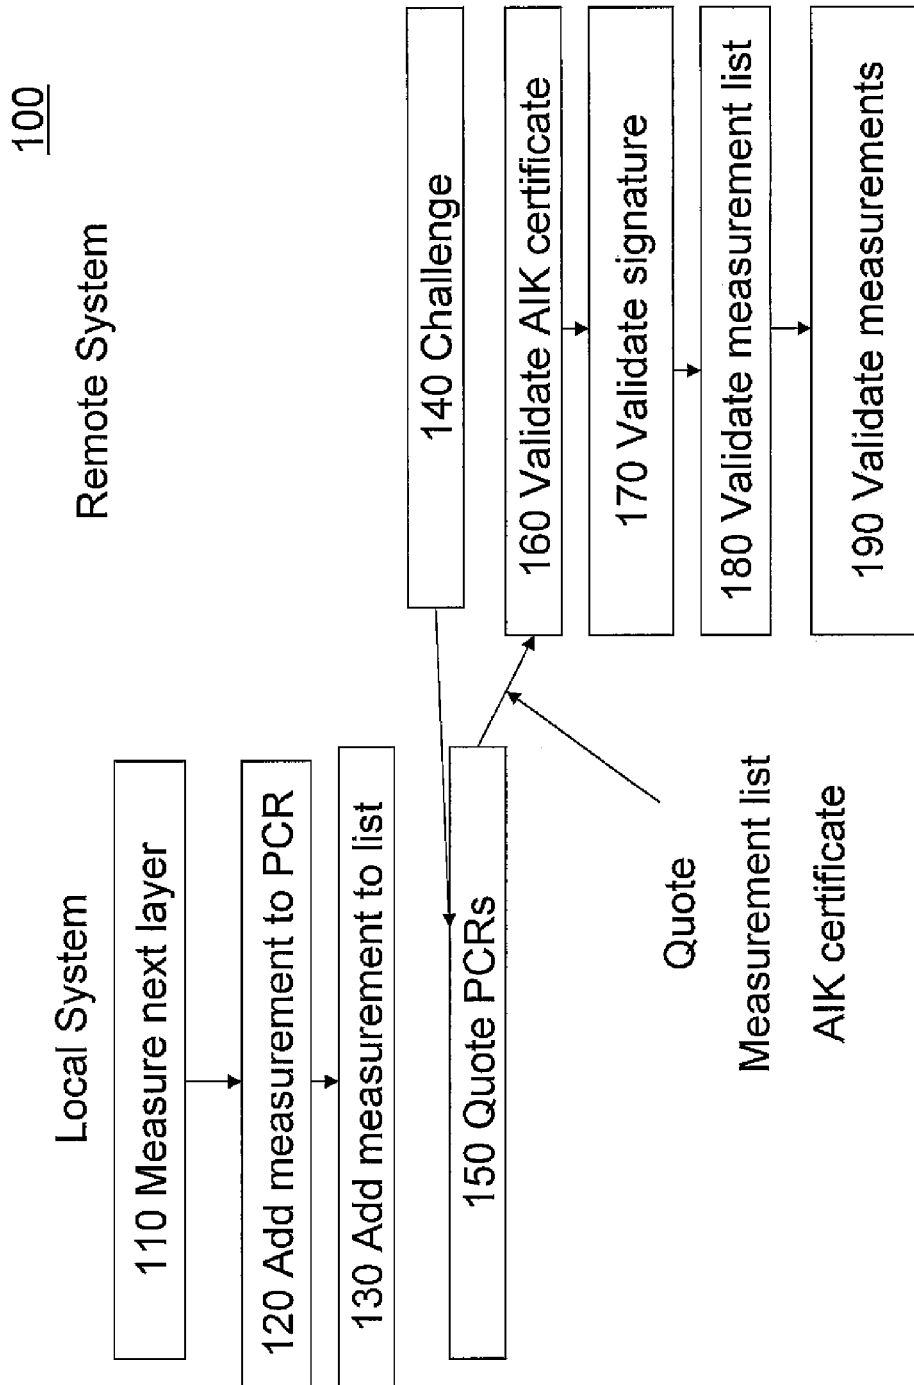 100
Local System
Remote System
110 Measure next layer
120 Add measurement to PCR
130 Add measurement to list
140 Challenge
150 Quote PCRs
160 Validate AIK certificate
170 Validate signature
180 Validate measurement list
190 Validate measurements
Quote
Measurement list
AIK certificate